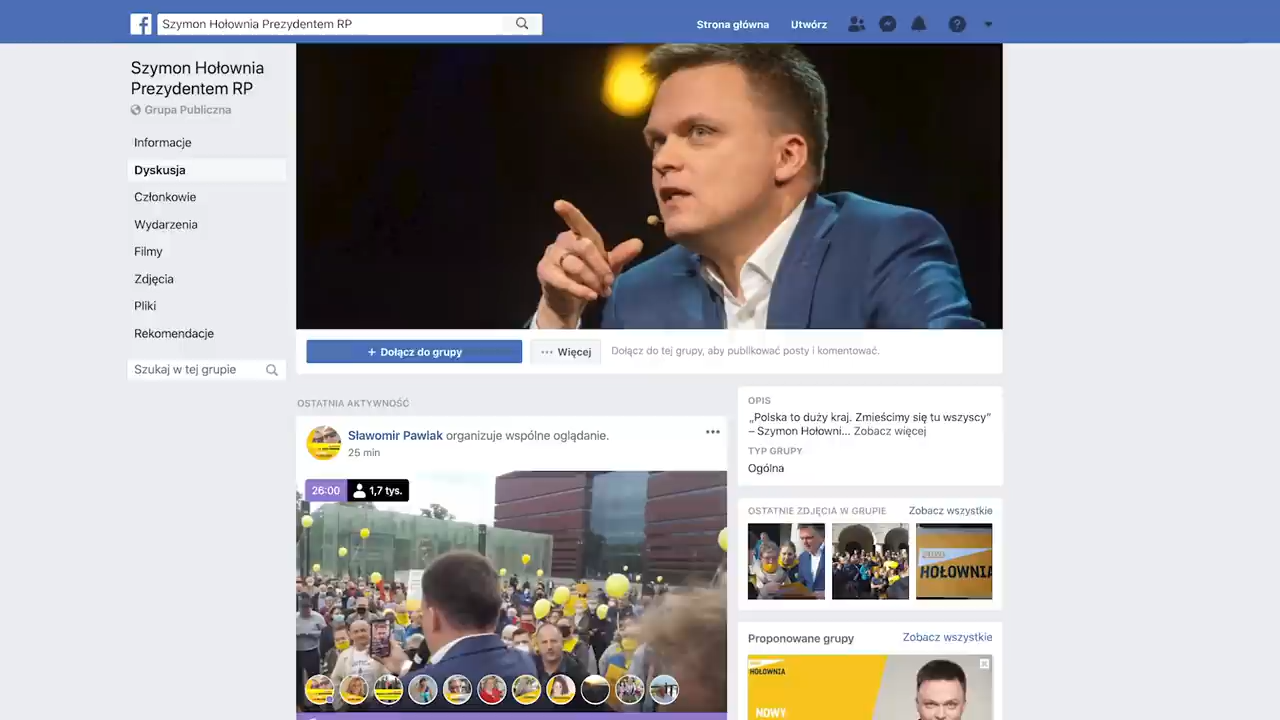 Szymon Hołownia Prezydentem RP
Strona główna
Utwórz
Szymon Hołownia
Prezydentem RP
Grupa Publiczna
Informacje
Dyskusja
Członkowie
Wydarzenia
Filmy
Zdjęcia
Pliki
Rekomendacje
Szukaj w tej grupie
+ Dołącz do grupy
··· Więcej
Dołącz do tej grupy, aby publikować posty i komentować.
OSTATNIA AKTYWNOŚĆ
Sławomir Pawlak organizuje wspólne oglądanie.
25 min
26:00
1,7 tys.
OPIS
„Polska to duży kraj. Zmieścimy się tu wszyscy”
– Szymon Hołowni... Zobacz więcej
TYP GRUPY
Ogólna
OSTATNIE ZDJĘCIA W GRUPIE
Zobacz wszystkie
HOŁOWNIA
Proponowane grupy
Zobacz wszystkie
HOŁOWNIA
NOWY